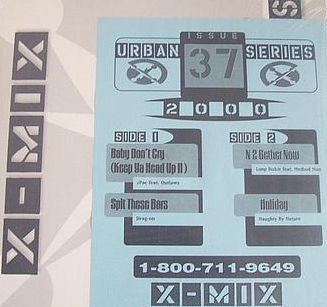 X-MIX
S
ISSUE
URBAN 37 SERIES
2000
SIDE 1
Baby Don't Cry
(Keep Ya Head Up II)
2Pac feat. Outlawz
Spit These Bars
Drag-on
SIDE 2
N 2 Gether Now
Limp Bizkit feat. Method Man
Holiday
Naughty By Nature
1-800-711-9649
X-MIX